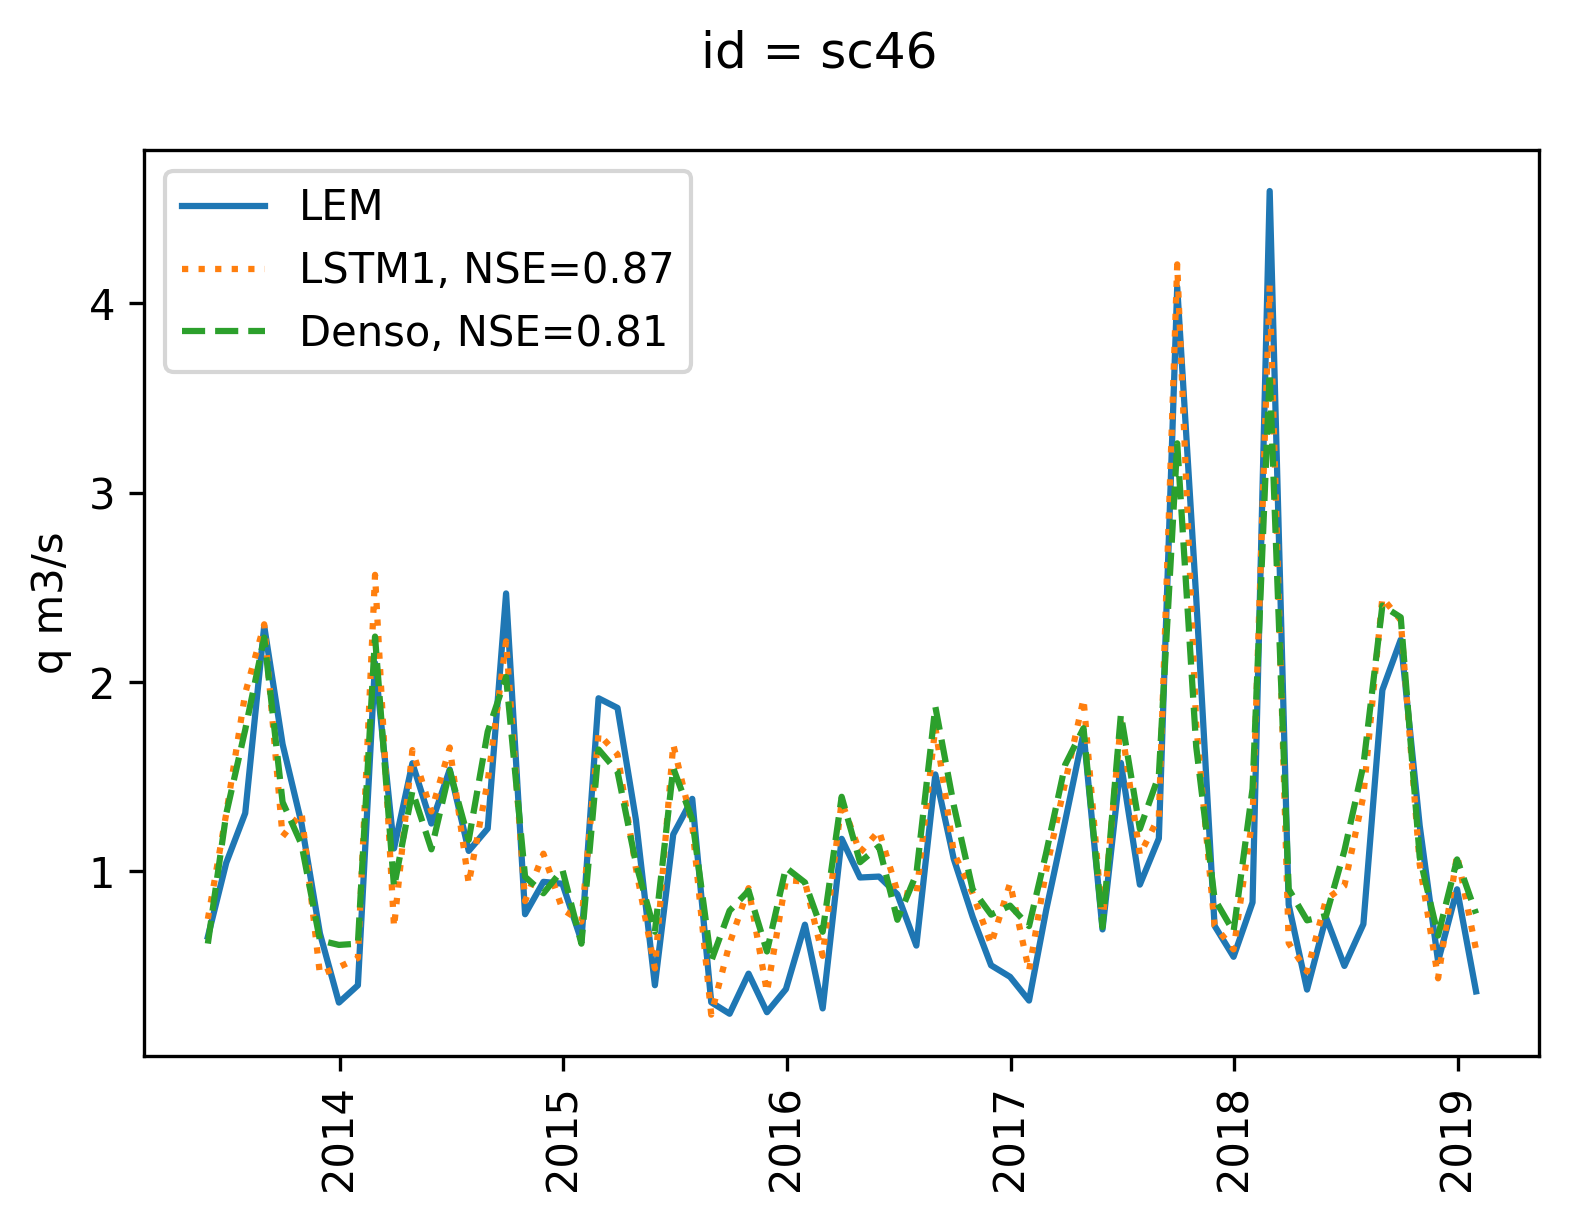 id = sc46
LEM
LSTM1, NSE=0.87
Denso, NSE=0.81
q m3/s
4
3
2
1
2014
2015
2016
2017
2018
2019